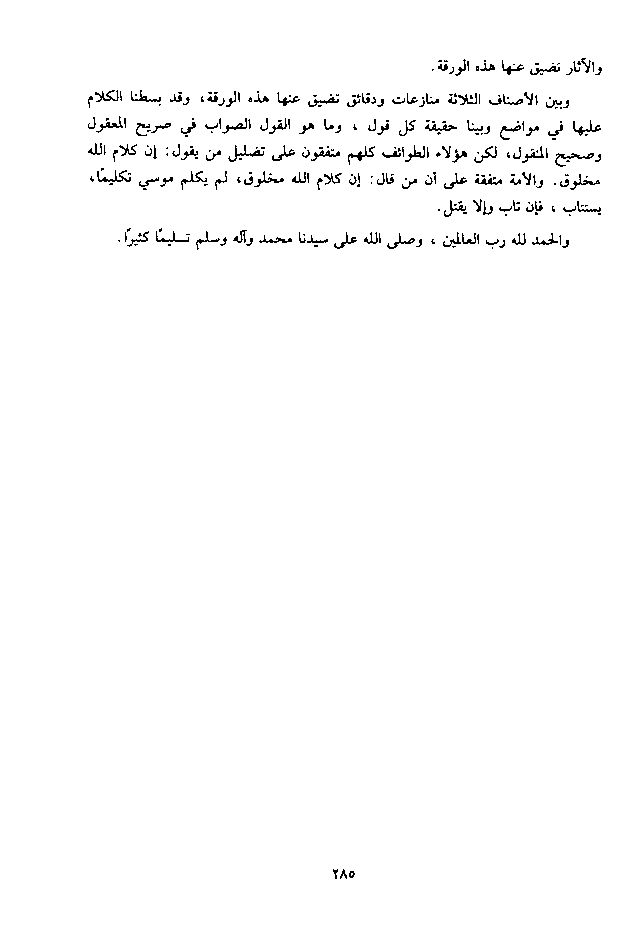 والآثار تضيق عنها هذه الورقة .
وبين الأصناف الثلاثة منازعات ودقائق تضيق عنها هذه الورقة ، وقد بسطنا الكلام
عليها في مواضع وبينا حقيقة كل قول ، وما هو القول الصواب في صريح المعقول
وصحيح المنقول، لكن هؤلاء الطوائف كلهم متفقون على تضليل من يقول: إن كلام الله
مخلوق. والأمة متفقة على أن من قال: إن كلام الله مخلوق، لم يكلم موسي تكليمًا،
يستتاب ، فإن تاب وإلا يقتل.
والحمد لله رب العالمين ، وصلى الله على سيدنا محمد وآله وسلم تسليمًا كثيرًا.
٢٨٥